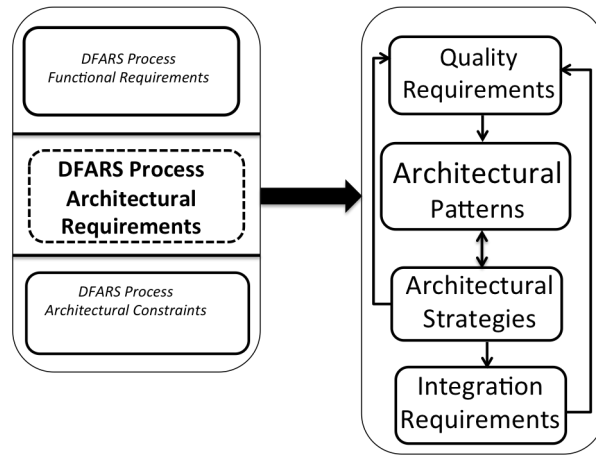 DFARS Process
Functional Requirements
DFARS Process
Architectural
Requirements
DFARS Process
Architectural Constraints
Quality
Requirements
Architectural
Patterns
Architectural
Strategies
Integration
Requirements